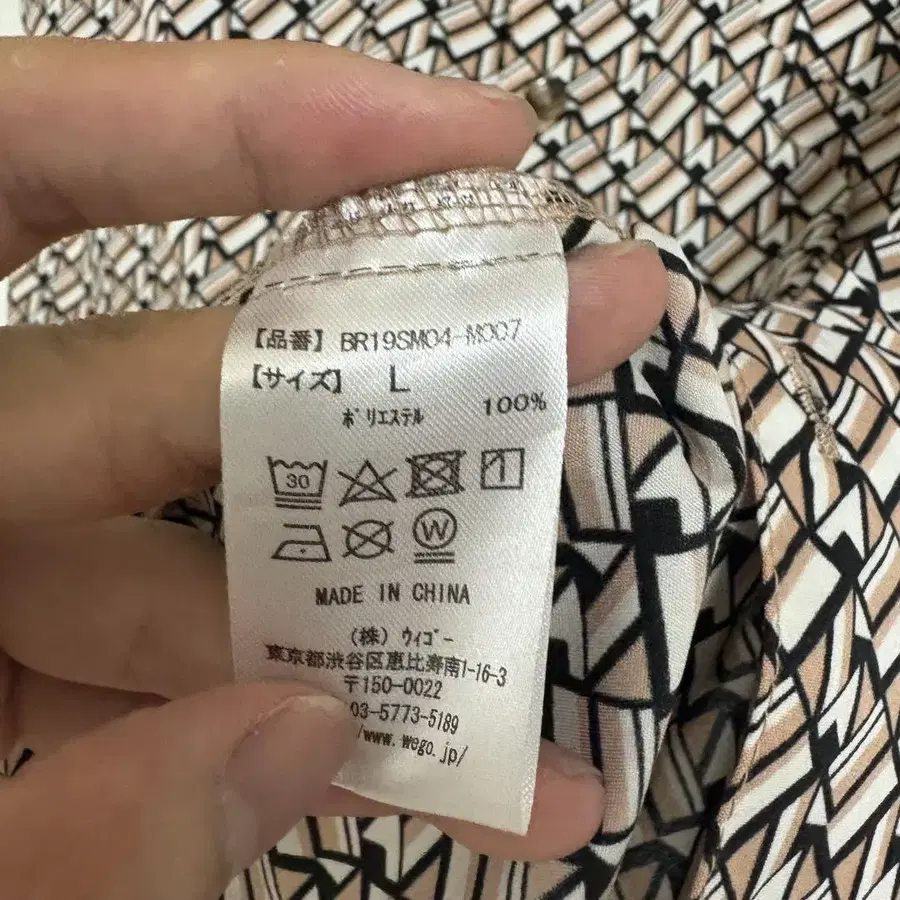 【品番】 BR19SM04-M007
【サイズ】 L
ポリエステル 100%
30
W
MADE IN CHINA
(株) ウィゴー
東京都渋谷区恵比寿南1-16-3
〒150-0022
03-5773-5189
/www.wego.jp/